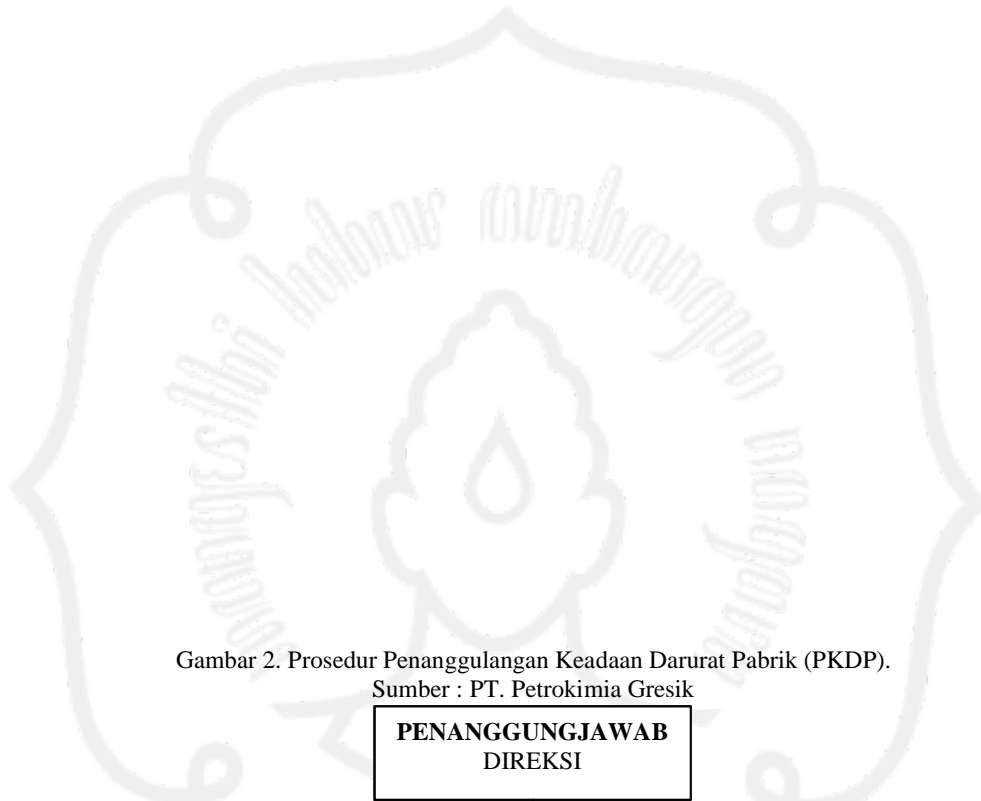 Gambar 2. Prosedur Penanggulangan Keadaan Darurat Pabrik (PKDP).
Sumber : PT. Petrokimia Gresik
PENANGGUNGJAWAB
DIREKSI